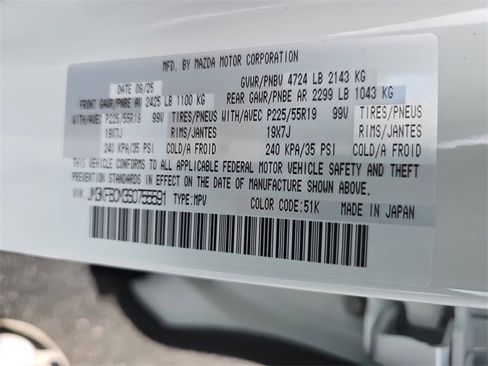 MFD. BY MAZDA MOTOR CORPORATION
DATE 09/25 GVWR/PNBV 4724 LB 2143 KG
FRONT GAWR/PNBE AV 2425 LB 1100 KG REAR GAWR/PNBE AR 2299 LB 1043 KG
WITH/AVEC P225/55R19 99V TIRES/PNEUS WITH/AVEC P225/55R19 99V TIRES/PNEUS
19X7J RIMS/JANTES 19X7J RIMS/JANTES
240 KPA/35 PSI COLD/A FROID 240 KPA/35 PSI COLD/A FROID
THIS VEHICLE CONFORMS TO ALL APPLICABLE FEDERAL MOTOR VEHICLE SAFETY AND THEFT
PREVENTION STANDARDS IN EFFECT ON THE DATE OF MANUFACTURE SHOWN ABOVE.
VIN: TYPE:MPV COLOR CODE: 51K MADE IN JAPAN